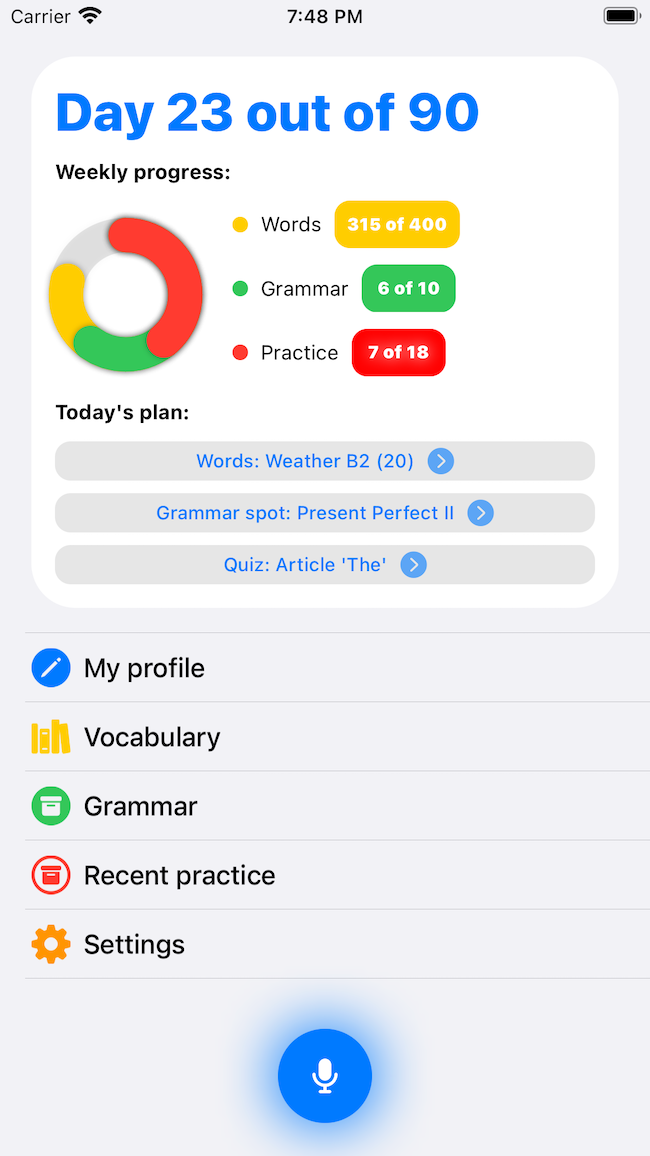 Carrier 7:48 PM
Day 23 out of 90
Weekly progress:
Words 315 of 400
Grammar 6 of 10
Practice 7 of 18
Today's plan:
Words: Weather B2 (20)
Grammar spot: Present Perfect II
Quiz: Article 'The'
My profile
Vocabulary
Grammar
Recent practice
Settings